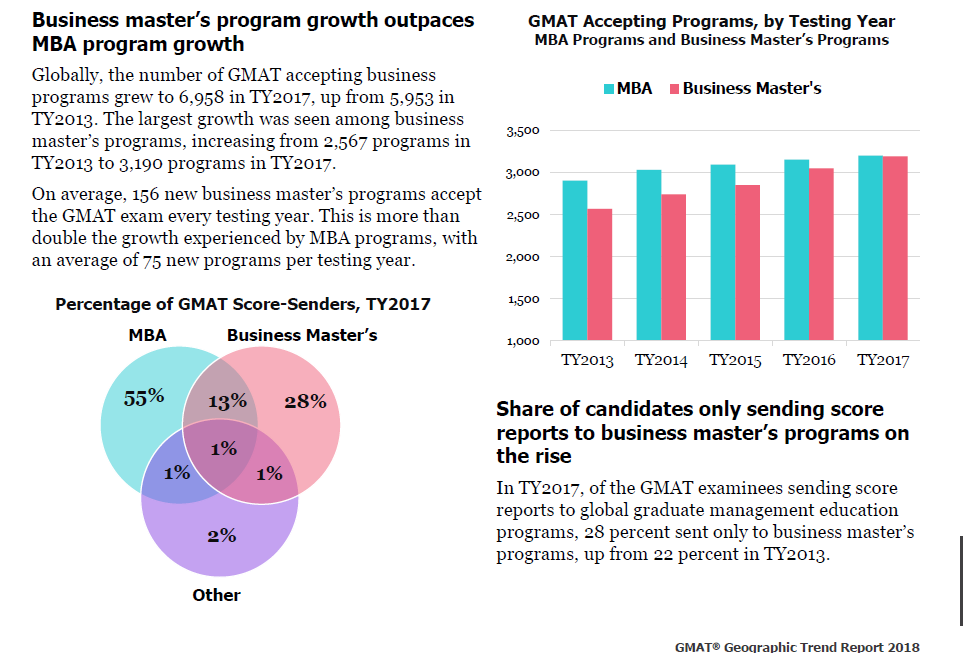 Business master’s program growth outpaces
MBA program growth
Globally, the number of GMAT accepting business
programs grew to 6,958 in TY2017, up from 5,953 in
TY2013. The largest growth was seen among business
master’s programs, increasing from 2,567 programs in
TY2013 to 3,190 programs in TY2017.
On average, 156 new business master’s programs accept
the GMAT exam every testing year. This is more than
double the growth experienced by MBA programs, with
an average of 75 new programs per testing year.
Percentage of GMAT Score-Senders, TY2017
MBA Business Master’s
55% 13% 28%
1%
1% 1%
2%
Other
GMAT Accepting Programs, by Testing Year
MBA Programs and Business Master’s Programs
MBA Business Master's
3,500
3,000
2,500
2,000
1,500
1,000
TY2013 TY2014 TY2015 TY2016 TY2017
Share of candidates only sending score
reports to business master’s programs on
the rise
In TY2017, of the GMAT examinees sending score
reports to global graduate management education
programs, 28 percent sent only to business master’s
programs, up from 22 percent in TY2013.
GMAT® Geographic Trend Report 2018